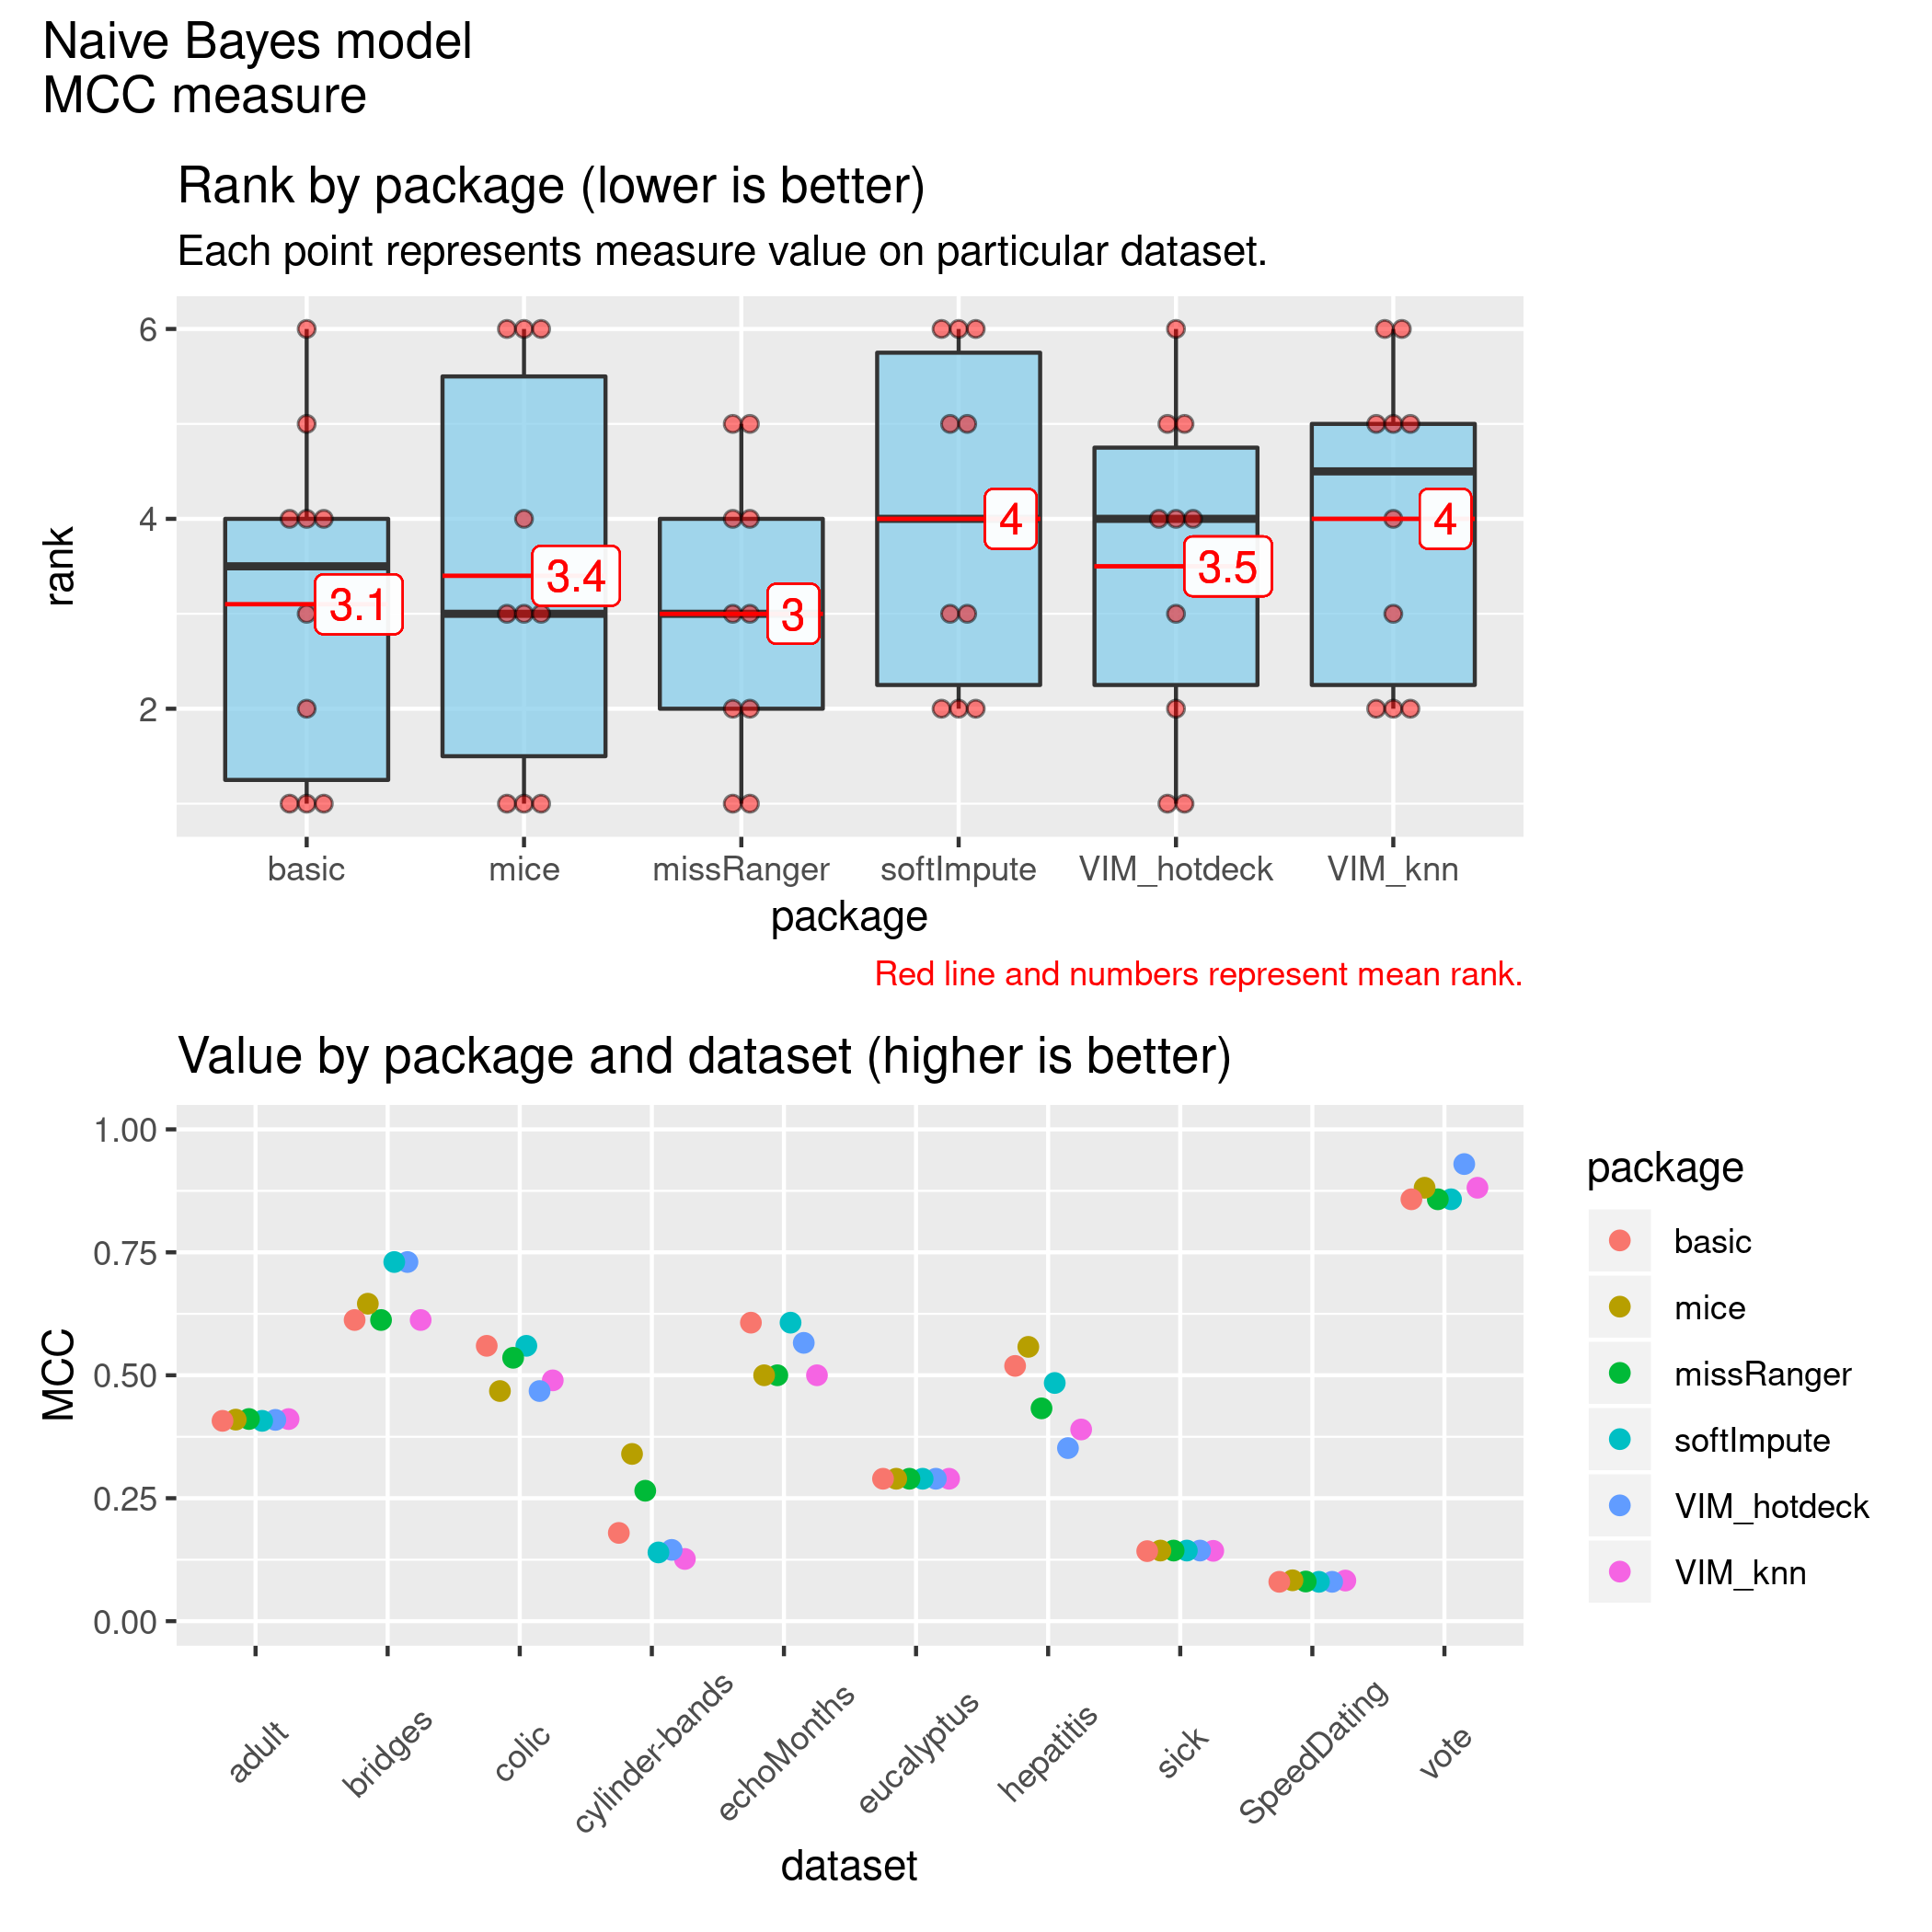 Naive Bayes model
MCC measure
Rank by package (lower is better)
Each point represents measure value on particular dataset.
rank
6
4
2
3.1
3.4
3
4
3.5
4
basic
mice
missRanger
softImpute
VIM_hotdeck
VIM_knn
package
Red line and numbers represent mean rank.
Value by package and dataset (higher is better)
MCC
1.00
0.75
0.50
0.25
0.00
adult
bridges
colic
cylinder-bands
echoMonths
eucalyptus
hepatitis
sick
SpeedDating
vote
dataset
package
basic
mice
missRanger
softImpute
VIM_hotdeck
VIM_knn